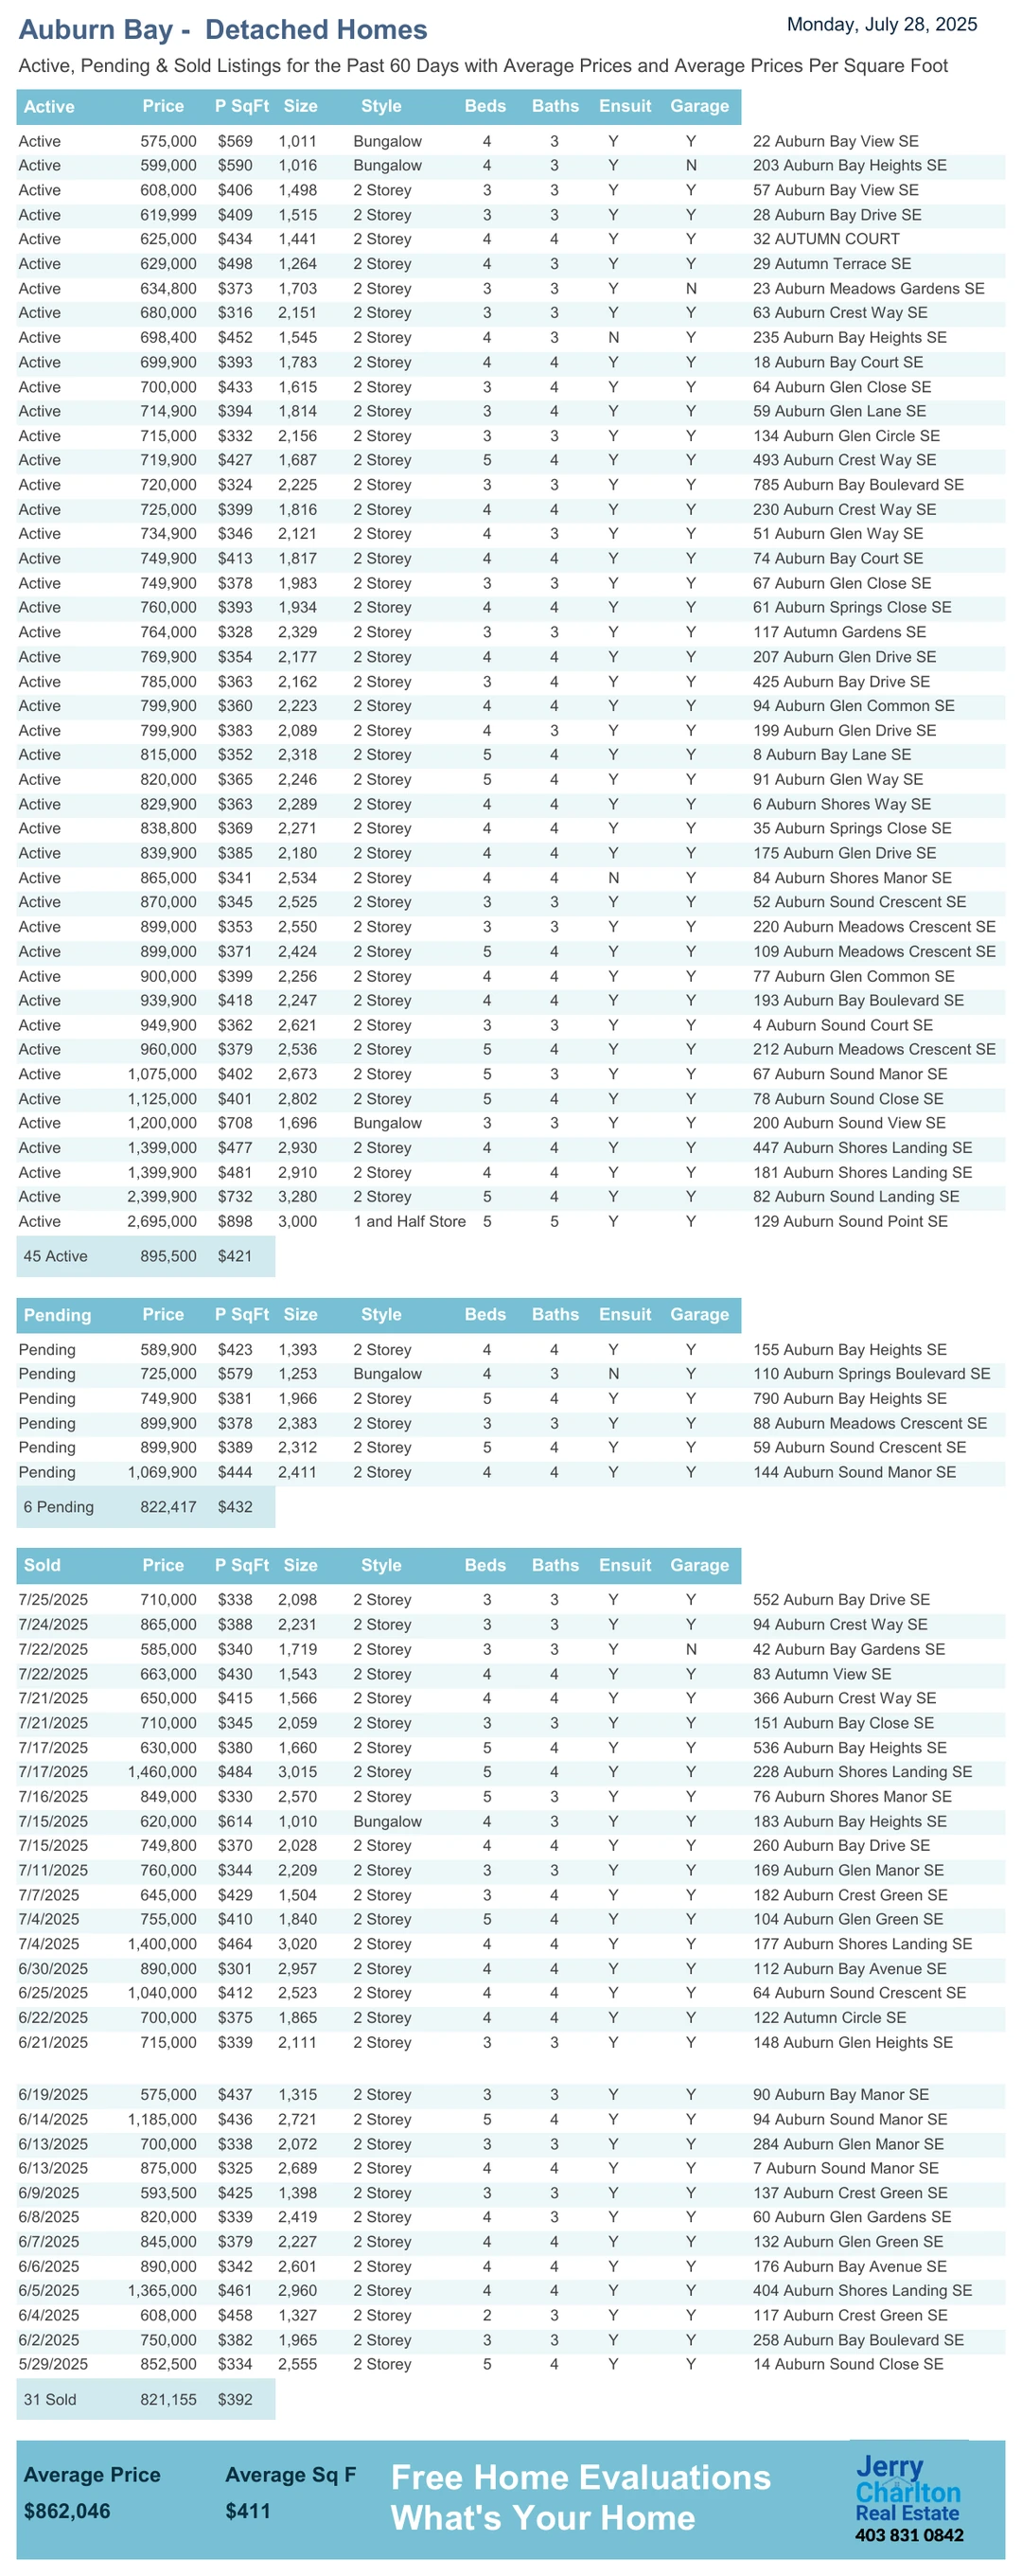 Auburn Bay - Detached Homes
Monday, July 28, 2025
Active, Pending & Sold Listings for the Past 60 Days with Average Prices and Average Prices Per Square Foot
Active Price P SqFt Size Style Beds Baths Ensuit Garage
Active 575,000 $569 1,011 Bungalow 4 3 Y Y 22 Auburn Bay View SE
Active 599,000 $590 1,016 Bungalow 4 3 Y N 203 Auburn Bay Heights SE
Active 608,000 $406 1,498 2 Storey 3 3 Y Y 57 Auburn Bay View SE
Active 619,999 $409 1,515 2 Storey 3 3 Y Y 28 Auburn Bay Drive SE
Active 625,000 $434 1,441 2 Storey 4 4 Y Y 32 AUTUMN COURT
Active 629,000 $498 1,264 2 Storey 4 3 Y Y 29 Autumn Terrace SE
Active 634,800 $373 1,703 2 Storey 3 3 Y N 23 Auburn Meadows Gardens SE
Active 680,000 $316 2,151 2 Storey 3 3 Y Y 63 Auburn Crest Way SE
Active 698,400 $452 1,545 2 Storey 4 3 N Y 235 Auburn Bay Heights SE
Active 699,900 $393 1,783 2 Storey 4 4 Y Y 18 Auburn Bay Court SE
Active 700,000 $433 1,615 2 Storey 3 4 Y Y 64 Auburn Glen Close SE
Active 714,900 $394 1,814 2 Storey 3 4 Y Y 59 Auburn Glen Lane SE
Active 715,000 $332 2,156 2 Storey 3 3 Y Y 134 Auburn Glen Circle SE
Active 719,900 $427 1,687 2 Storey 5 4 Y Y 493 Auburn Crest Way SE
Active 720,000 $324 2,225 2 Storey 3 3 Y Y 785 Auburn Bay Boulevard SE
Active 725,000 $399 1,816 2 Storey 4 4 Y Y 230 Auburn Crest Way SE
Active 734,900 $346 2,121 2 Storey 4 3 Y Y 51 Auburn Glen Way SE
Active 749,900 $413 1,817 2 Storey 4 4 Y Y 74 Auburn Bay Court SE
Active 749,900 $378 1,983 2 Storey 3 3 Y Y 67 Auburn Glen Close SE
Active 760,000 $393 1,934 2 Storey 4 4 Y Y 61 Auburn Springs Close SE
Active 764,000 $328 2,329 2 Storey 3 3 Y Y 117 Autumn Gardens SE
Active 769,900 $354 2,177 2 Storey 4 4 Y Y 207 Auburn Glen Drive SE
Active 785,000 $363 2,162 2 Storey 3 4 Y Y 425 Auburn Bay Drive SE
Active 799,900 $360 2,223 2 Storey 4 4 Y Y 94 Auburn Glen Common SE
Active 799,900 $383 2,089 2 Storey 4 3 Y Y 199 Auburn Glen Drive SE
Active 815,000 $352 2,318 2 Storey 5 4 Y Y 8 Auburn Bay Lane SE
Active 820,000 $365 2,246 2 Storey 5 4 Y Y 91 Auburn Glen Way SE
Active 829,900 $363 2,289 2 Storey 4 4 Y Y 6 Auburn Shores Way SE
Active 838,800 $369 2,271 2 Storey 4 4 Y Y 35 Auburn Springs Close SE
Active 839,900 $385 2,180 2 Storey 4 4 Y Y 175 Auburn Glen Drive SE
Active 865,000 $341 2,534 2 Storey 4 4 N Y 84 Auburn Shores Manor SE
Active 870,000 $345 2,525 2 Storey 3 3 Y Y 52 Auburn Sound Crescent SE
Active 899,000 $353 2,550 2 Storey 3 3 Y Y 220 Auburn Meadows Crescent SE
Active 899,000 $371 2,424 2 Storey 5 4 Y Y 109 Auburn Meadows Crescent SE
Active 900,000 $399 2,256 2 Storey 4 4 Y Y 77 Auburn Glen Common SE
Active 939,900 $418 2,247 2 Storey 4 4 Y Y 193 Auburn Bay Boulevard SE
Active 949,900 $362 2,621 2 Storey 3 3 Y Y 4 Auburn Sound Court SE
Active 960,000 $379 2,536 2 Storey 5 4 Y Y 212 Auburn Meadows Crescent SE
Active 1,075,000 $402 2,673 2 Storey 5 3 Y Y 67 Auburn Sound Manor SE
Active 1,125,000 $401 2,802 2 Storey 5 4 Y Y 78 Auburn Sound Close SE
Active 1,200,000 $708 1,696 Bungalow 3 3 Y Y 200 Auburn Sound View SE
Active 1,399,000 $477 2,930 2 Storey 4 4 Y Y 447 Auburn Shores Landing SE
Active 1,399,900 $481 2,910 2 Storey 4 4 Y Y 181 Auburn Shores Landing SE
Active 2,399,900 $732 3,280 2 Storey 5 4 Y Y 82 Auburn Sound Landing SE
Active 2,695,000 $898 3,000 1 and Half Store 5 5 Y Y 129 Auburn Sound Point SE
45 Active 895,500 $421
Pending Price P SqFt Size Style Beds Baths Ensuit Garage
Pending 589,900 $423 1,393 2 Storey 4 4 Y Y 155 Auburn Bay Heights SE
Pending 725,000 $579 1,253 Bungalow 4 3 N Y 110 Auburn Springs Boulevard SE
Pending 749,900 $381 1,966 2 Storey 5 4 Y Y 790 Auburn Bay Heights SE
Pending 899,900 $378 2,383 2 Storey 3 3 Y Y 88 Auburn Meadows Crescent SE
Pending 899,900 $389 2,312 2 Storey 5 4 Y Y 59 Auburn Sound Crescent SE
Pending 1,069,900 $444 2,411 2 Storey 4 4 Y Y 144 Auburn Sound Manor SE
6 Pending 822,417 $432
Sold Price P SqFt Size Style Beds Baths Ensuit Garage
7/25/2025 710,000 $338 2,098 2 Storey 3 3 Y Y 552 Auburn Bay Drive SE
7/24/2025 865,000 $388 2,231 2 Storey 3 3 Y Y 94 Auburn Crest Way SE
7/22/2025 585,000 $340 1,719 2 Storey 3 3 Y N 42 Auburn Bay Gardens SE
7/22/2025 663,000 $430 1,543 2 Storey 4 4 Y Y 83 Autumn View SE
7/21/2025 650,000 $415 1,566 2 Storey 4 4 Y Y 366 Auburn Crest Way SE
7/21/2025 710,000 $345 2,059 2 Storey 3 3 Y Y 151 Auburn Bay Close SE
7/17/2025 630,000 $380 1,660 2 Storey 5 4 Y Y 536 Auburn Bay Heights SE
7/17/2025 1,460,000 $484 3,015 2 Storey 5 4 Y Y 228 Auburn Shores Landing SE
7/16/2025 849,000 $330 2,570 2 Storey 5 3 Y Y 76 Auburn Shores Manor SE
7/15/2025 620,000 $614 1,010 Bungalow 4 3 Y Y 183 Auburn Bay Heights SE
7/15/2025 749,800 $370 2,028 2 Storey 4 4 Y Y 260 Auburn Bay Drive SE
7/11/2025 760,000 $344 2,209 2 Storey 3 3 Y Y 169 Auburn Glen Manor SE
7/7/2025 645,000 $429 1,504 2 Storey 3 4 Y Y 182 Auburn Crest Green SE
7/4/2025 755,000 $410 1,840 2 Storey 5 4 Y Y 104 Auburn Glen Green SE
7/4/2025 1,400,000 $464 3,020 2 Storey 4 4 Y Y 177 Auburn Shores Landing SE
6/30/2025 890,000 $301 2,957 2 Storey 4 4 Y Y 112 Auburn Bay Avenue SE
6/25/2025 1,040,000 $412 2,523 2 Storey 4 4 Y Y 64 Auburn Sound Crescent SE
6/22/2025 700,000 $375 1,865 2 Storey 4 4 Y Y 122 Autumn Circle SE
6/21/2025 715,000 $339 2,111 2 Storey 3 3 Y Y 148 Auburn Glen Heights SE
6/19/2025 575,000 $437 1,315 2 Storey 3 3 Y Y 90 Auburn Bay Manor SE
6/14/2025 1,185,000 $436 2,721 2 Storey 5 4 Y Y 94 Auburn Sound Manor SE
6/13/2025 700,000 $338 2,072 2 Storey 3 3 Y Y 284 Auburn Glen Manor SE
6/13/2025 875,000 $325 2,689 2 Storey 4 4 Y Y 7 Auburn Sound Manor SE
6/9/2025 593,500 $425 1,398 2 Storey 3 3 Y Y 137 Auburn Crest Green SE
6/8/2025 820,000 $339 2,419 2 Storey 4 3 Y Y 60 Auburn Glen Gardens SE
6/7/2025 845,000 $379 2,227 2 Storey 4 4 Y Y 132 Auburn Glen Green SE
6/6/2025 890,000 $342 2,601 2 Storey 4 4 Y Y 176 Auburn Bay Avenue SE
6/5/2025 1,365,000 $461 2,960 2 Storey 4 4 Y Y 404 Auburn Shores Landing SE
6/4/2025 608,000 $458 1,327 2 Storey 2 3 Y Y 117 Auburn Crest Green SE
6/2/2025 750,000 $382 1,965 2 Storey 3 3 Y Y 258 Auburn Bay Boulevard SE
5/29/2025 852,500 $334 2,555 2 Storey 5 4 Y Y 14 Auburn Sound Close SE
31 Sold 821,155 $392
Average Price Average Sq F
$862,046 $411
Free Home Evaluations
What's Your Home
Jerry
Charlton
Real Estate
403 831 0842